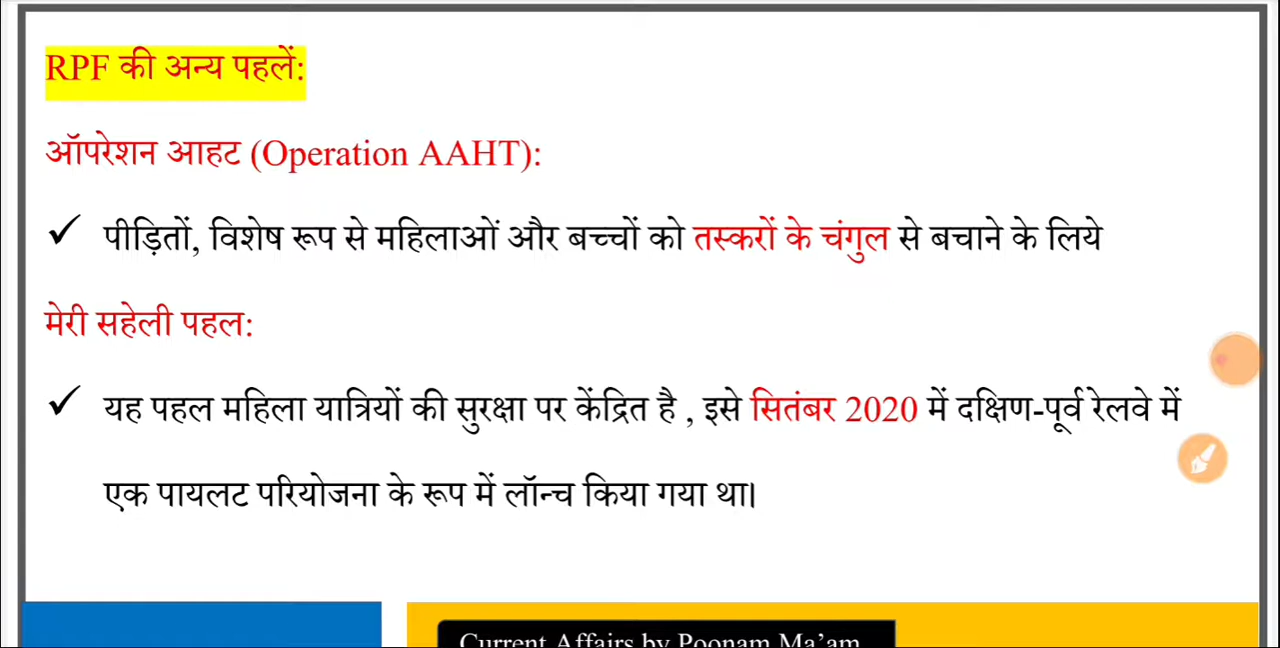 RPF की अन्य पहलें:
ऑपरेशन आहट (Operation AAHT):
✓ पीड़ितों, विशेष रूप से महिलाओं और बच्चों को तस्करों के चंगुल से बचाने के लिये
मेरी सहेली पहल:
✓ यह पहल महिला यात्रियों की सुरक्षा पर केंद्रित है , इसे सितंबर 2020 में दक्षिण-पूर्व रेलवे में
एक पायलट परियोजना के रूप में लॉन्च किया गया था।
Current Affairs by Poonam Ma’am